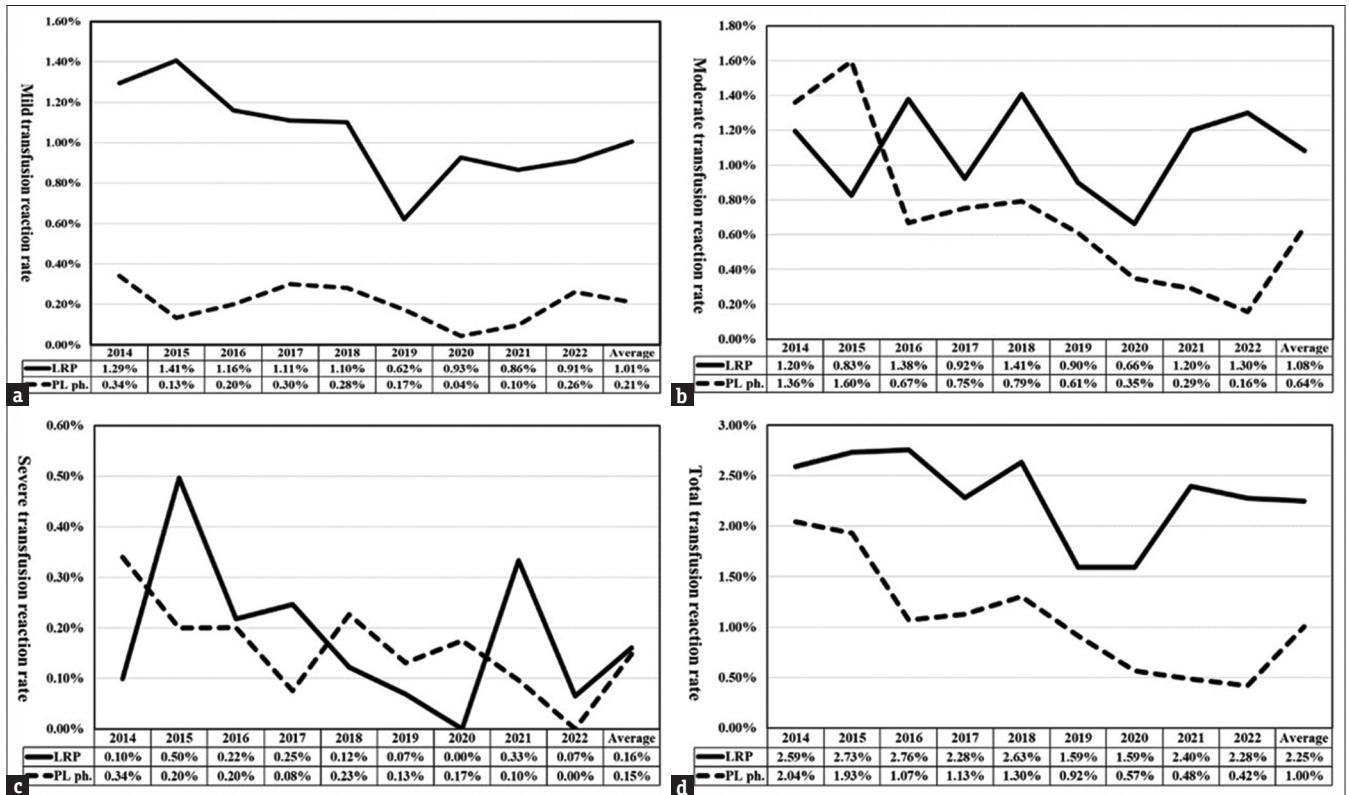 Mild transfusion reaction rate
1.60%
1.40%
1.20%
1.00%
0.80%
0.60%
0.40%
0.20%
0.00%
2014 2015 2016 2017 2018 2019 2020 2021 2022 Average
LRP 1.29% 1.41% 1.16% 1.11% 1.10% 0.62% 0.93% 0.86% 0.91% 1.01%
PL ph. 0.34% 0.13% 0.20% 0.30% 0.28% 0.17% 0.04% 0.10% 0.26% 0.21%
a
Moderate transfusion reaction rate
1.80%
1.60%
1.40%
1.20%
1.00%
0.80%
0.60%
0.40%
0.20%
0.00%
2014 2015 2016 2017 2018 2019 2020 2021 2022 Average
LRP 1.20% 0.83% 1.38% 0.92% 1.41% 0.90% 0.66% 1.20% 1.30% 1.08%
PL ph. 1.36% 1.60% 0.67% 0.75% 0.79% 0.61% 0.35% 0.29% 0.16% 0.64%
b
Severe transfusion reaction rate
0.60%
0.50%
0.40%
0.30%
0.20%
0.10%
0.00%
2014 2015 2016 2017 2018 2019 2020 2021 2022 Average
LRP 0.10% 0.50% 0.22% 0.25% 0.12% 0.07% 0.00% 0.33% 0.07% 0.16%
PL ph. 0.34% 0.20% 0.20% 0.08% 0.23% 0.13% 0.17% 0.10% 0.00% 0.15%
c
Total transfusion reaction rate
3.00%
2.50%
2.00%
1.50%
1.00%
0.50%
0.00%
2014 2015 2016 2017 2018 2019 2020 2021 2022 Average
LRP 2.59% 2.73% 2.76% 2.28% 2.63% 1.59% 1.59% 2.40% 2.28% 2.25%
PL ph. 2.04% 1.93% 1.07% 1.13% 1.30% 0.92% 0.57% 0.48% 0.42% 1.00%
d